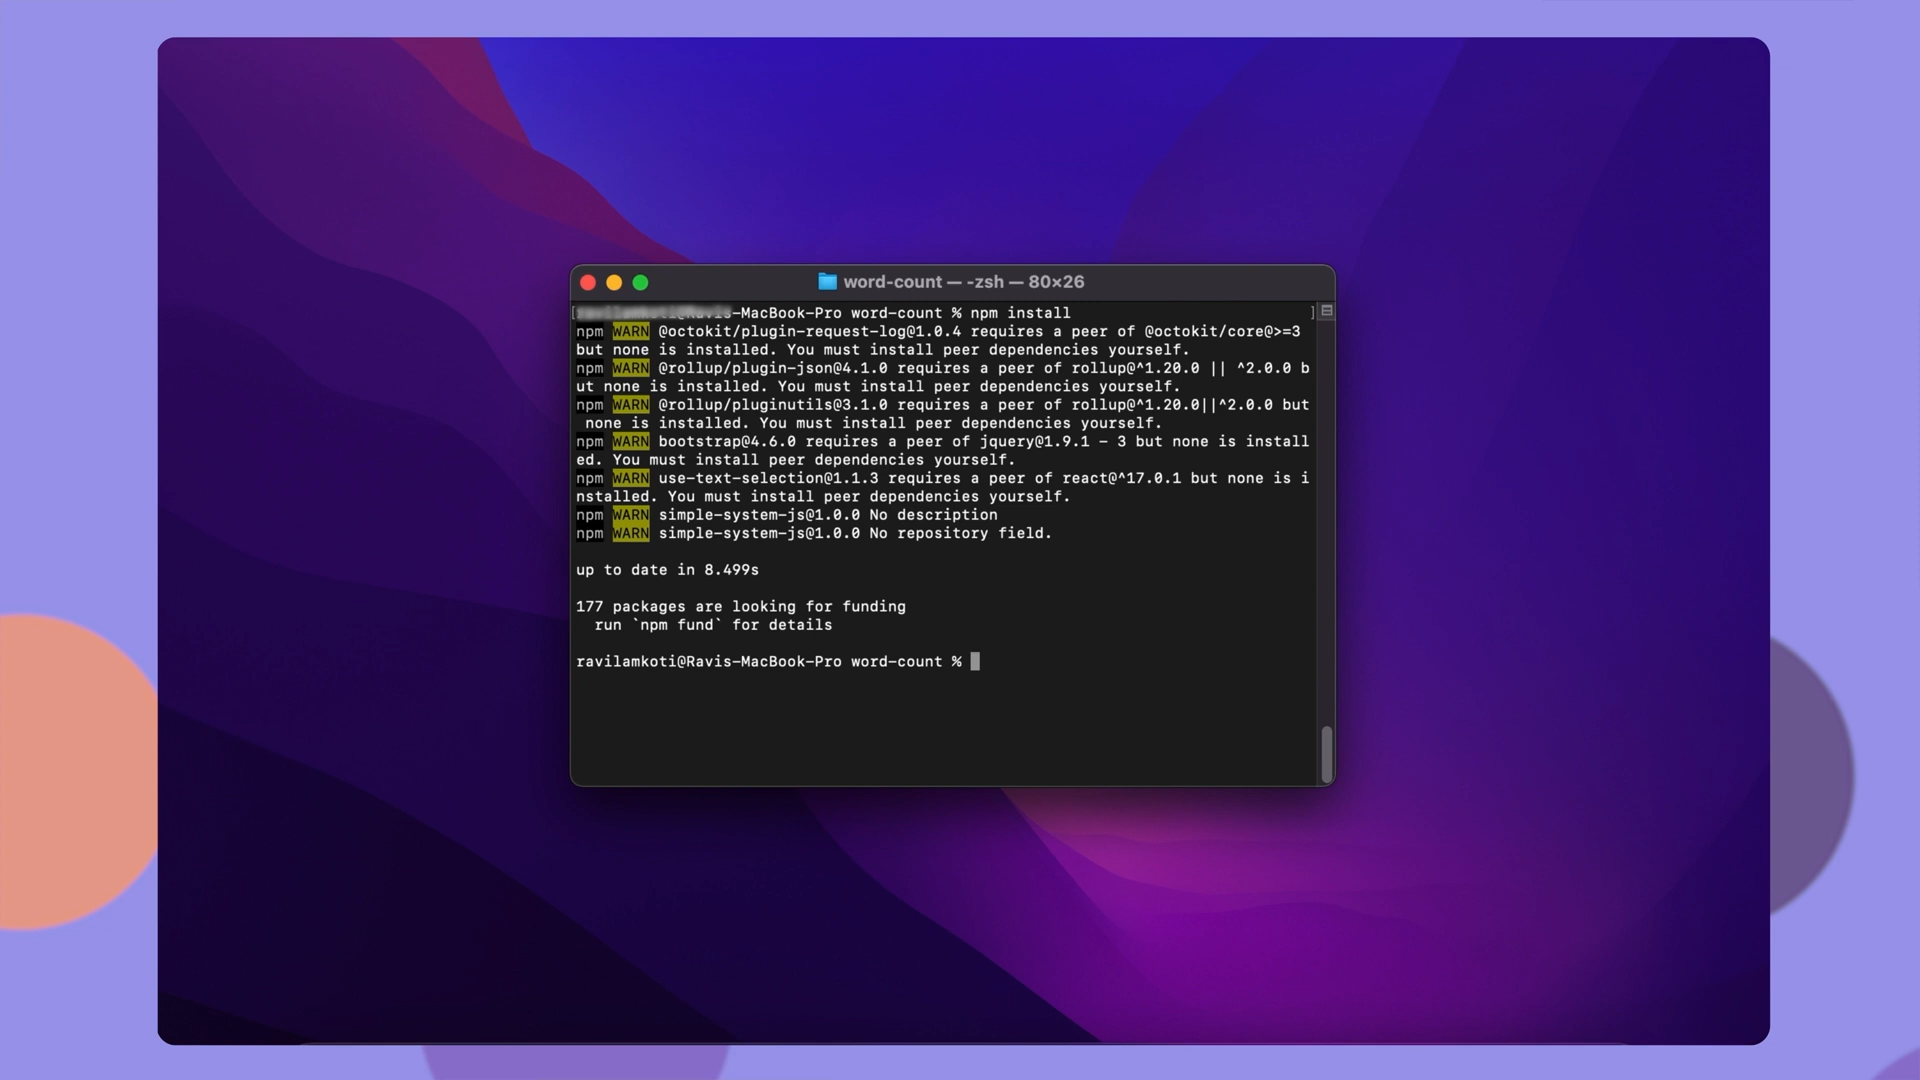 word-count — -zsh — 80×26
-MacBook-Pro word-count % npm install
npm WARN @octokit/plugin-request-log@1.0.4 requires a peer of @octokit/core@>=3
but none is installed. You must install peer dependencies yourself.
npm WARN @rollup/plugin-json@4.1.0 requires a peer of rollup@^1.20.0 || ^2.0.0 b
ut none is installed. You must install peer dependencies yourself.
npm WARN @rollup/pluginutils@3.1.0 requires a peer of rollup@^1.20.0||^2.0.0 but
none is installed. You must install peer dependencies yourself.
npm WARN bootstrap@4.6.0 requires a peer of jquery@1.9.1 - 3 but none is install
ed. You must install peer dependencies yourself.
npm WARN use-text-selection@1.1.3 requires a peer of react@^17.0.1 but none is i
nstalled. You must install peer dependencies yourself.
npm WARN simple-system-js@1.0.0 No description
npm WARN simple-system-js@1.0.0 No repository field.
up to date in 8.499s
177 packages are looking for funding
run `npm fund` for details
ravilamkoti@Ravis-MacBook-Pro word-count %